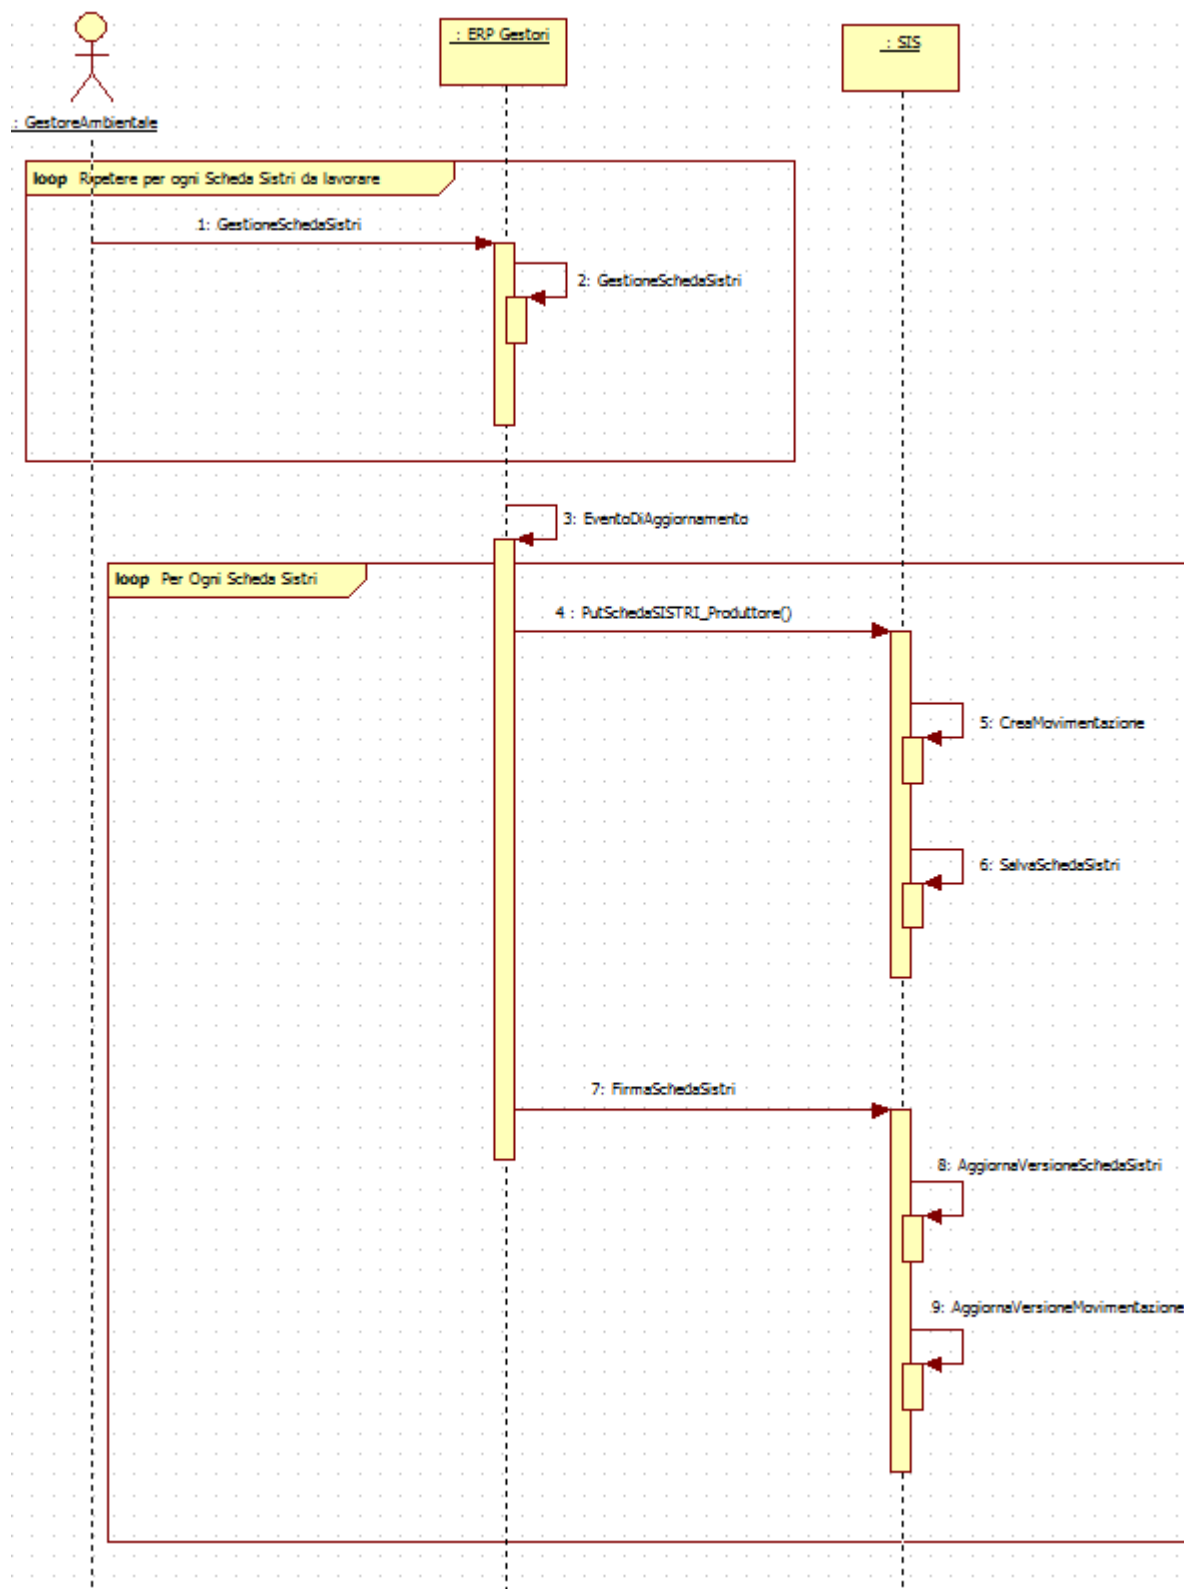 : ERP Gestori
: SIS
: GestoreAmbientale
loop Ripetere per ogni Scheda Sistri da lavorare
1: GestioneSchedaSistri
2: GestioneSchedaSistri
3: EventoDiAggiornamento
loop Per Ogni Scheda Sistri
4 : PutSchedaSISTRI_Produttore()
5: CreaMovimentazione
6: SalvaSchedaSistri
7: FirmaSchedaSistri
8: AggiornaVersioneSchedaSistri
9: AggiornaVersioneMovimentazione